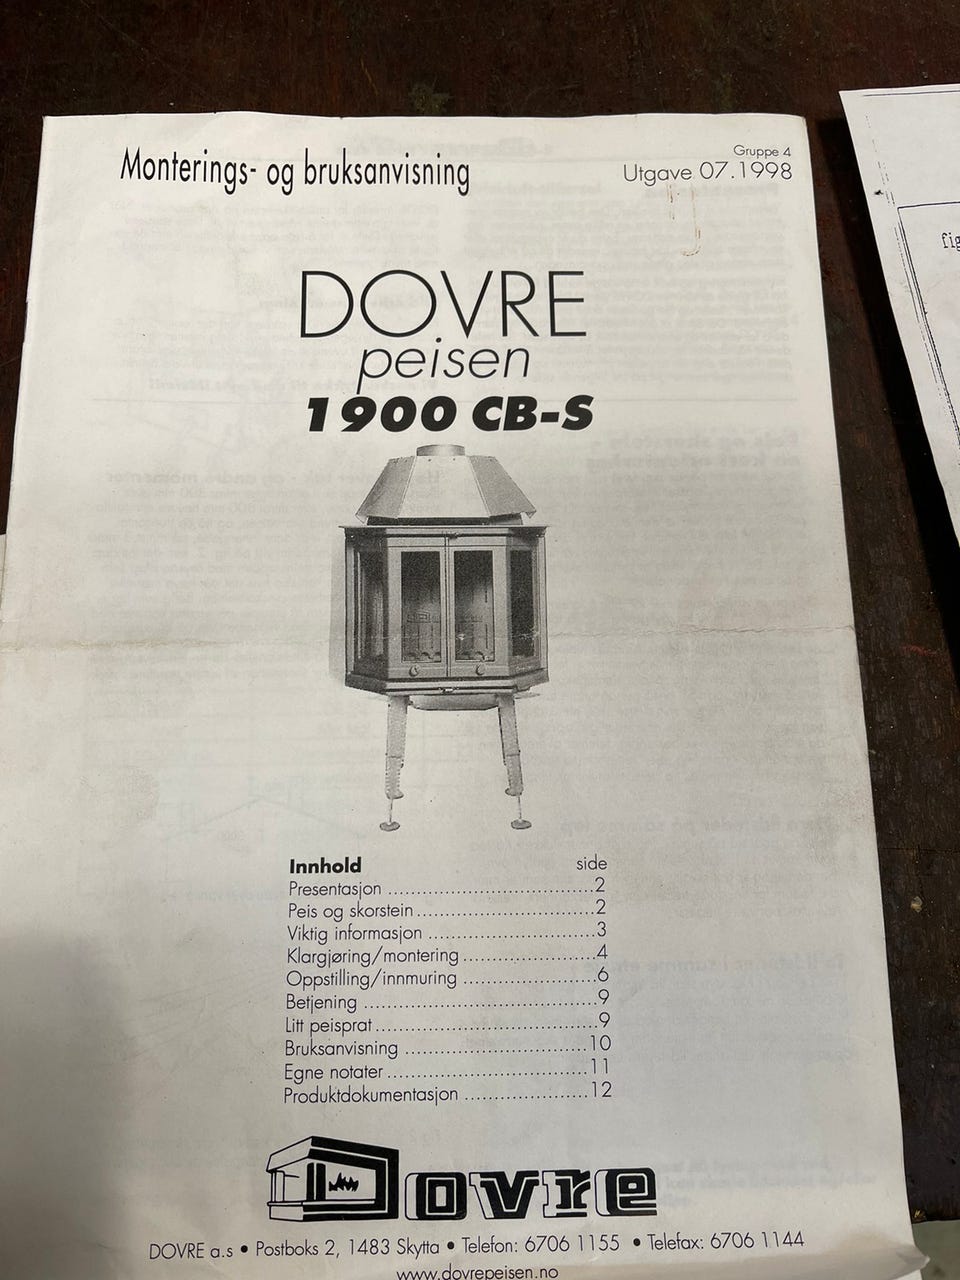 Monterings- og bruksanvisning
Gruppe 4
Utgave 07.1998
DOVRE
peisen
1900 CB-S
Innhold side
Presentasjon ..............................2
Peis og skorstein..........................2
Viktig informasjon ........................3
Klargjøring/montering ...................4
Oppstilling/innmuring ....................6
Betjening ..................................9
Litt peisprat................................9
Bruksanvisning ...........................10
Egne notater..............................11
Produktdokumentasjon ..................12
Dovre
DOVRE a.s • Postboks 2, 1483 Skytta • Telefon: 6706 1155 • Telefax: 6706 1144
www.dovrepeisen.no
fig